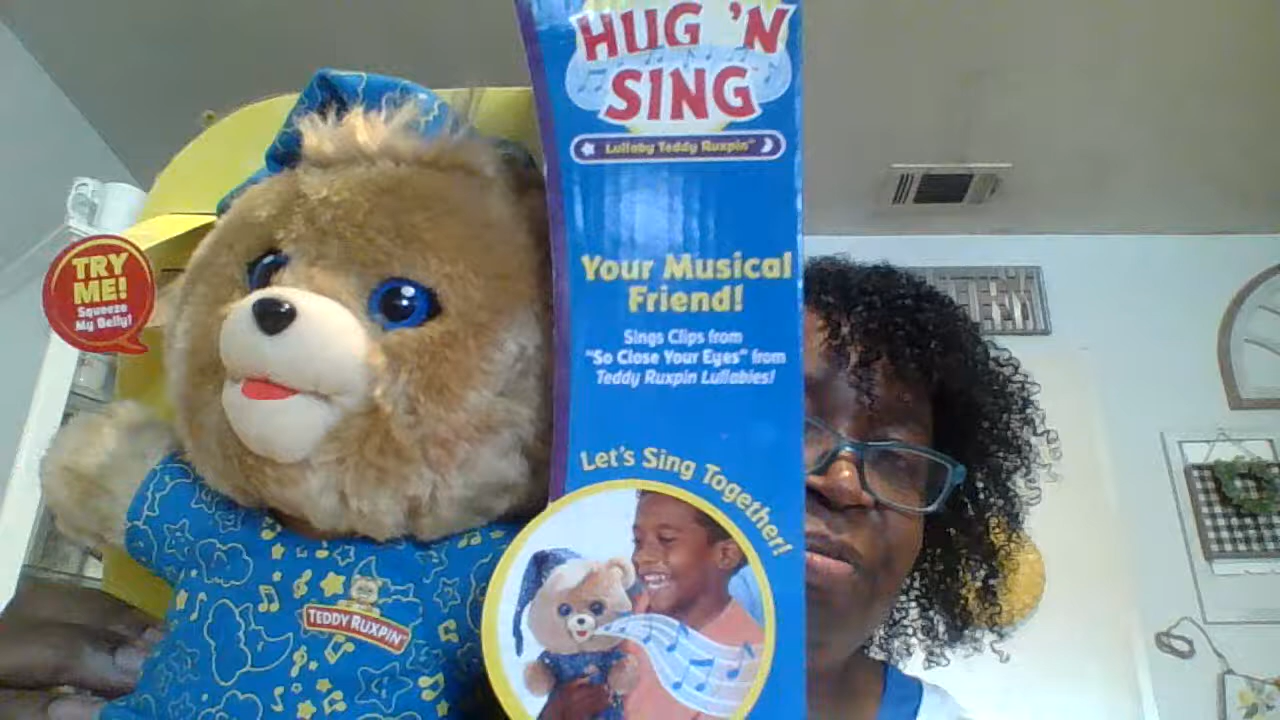 HUG 'N
SING
Lullaby Teddy Ruxpin™
TRY
ME!
Squeeze
My Belly!
Your Musical
Friend!
Sings Clips from
"So Close Your Eyes" from
Teddy Ruxpin Lullabies!
Let's Sing Together!
TEDDY RUXPIN